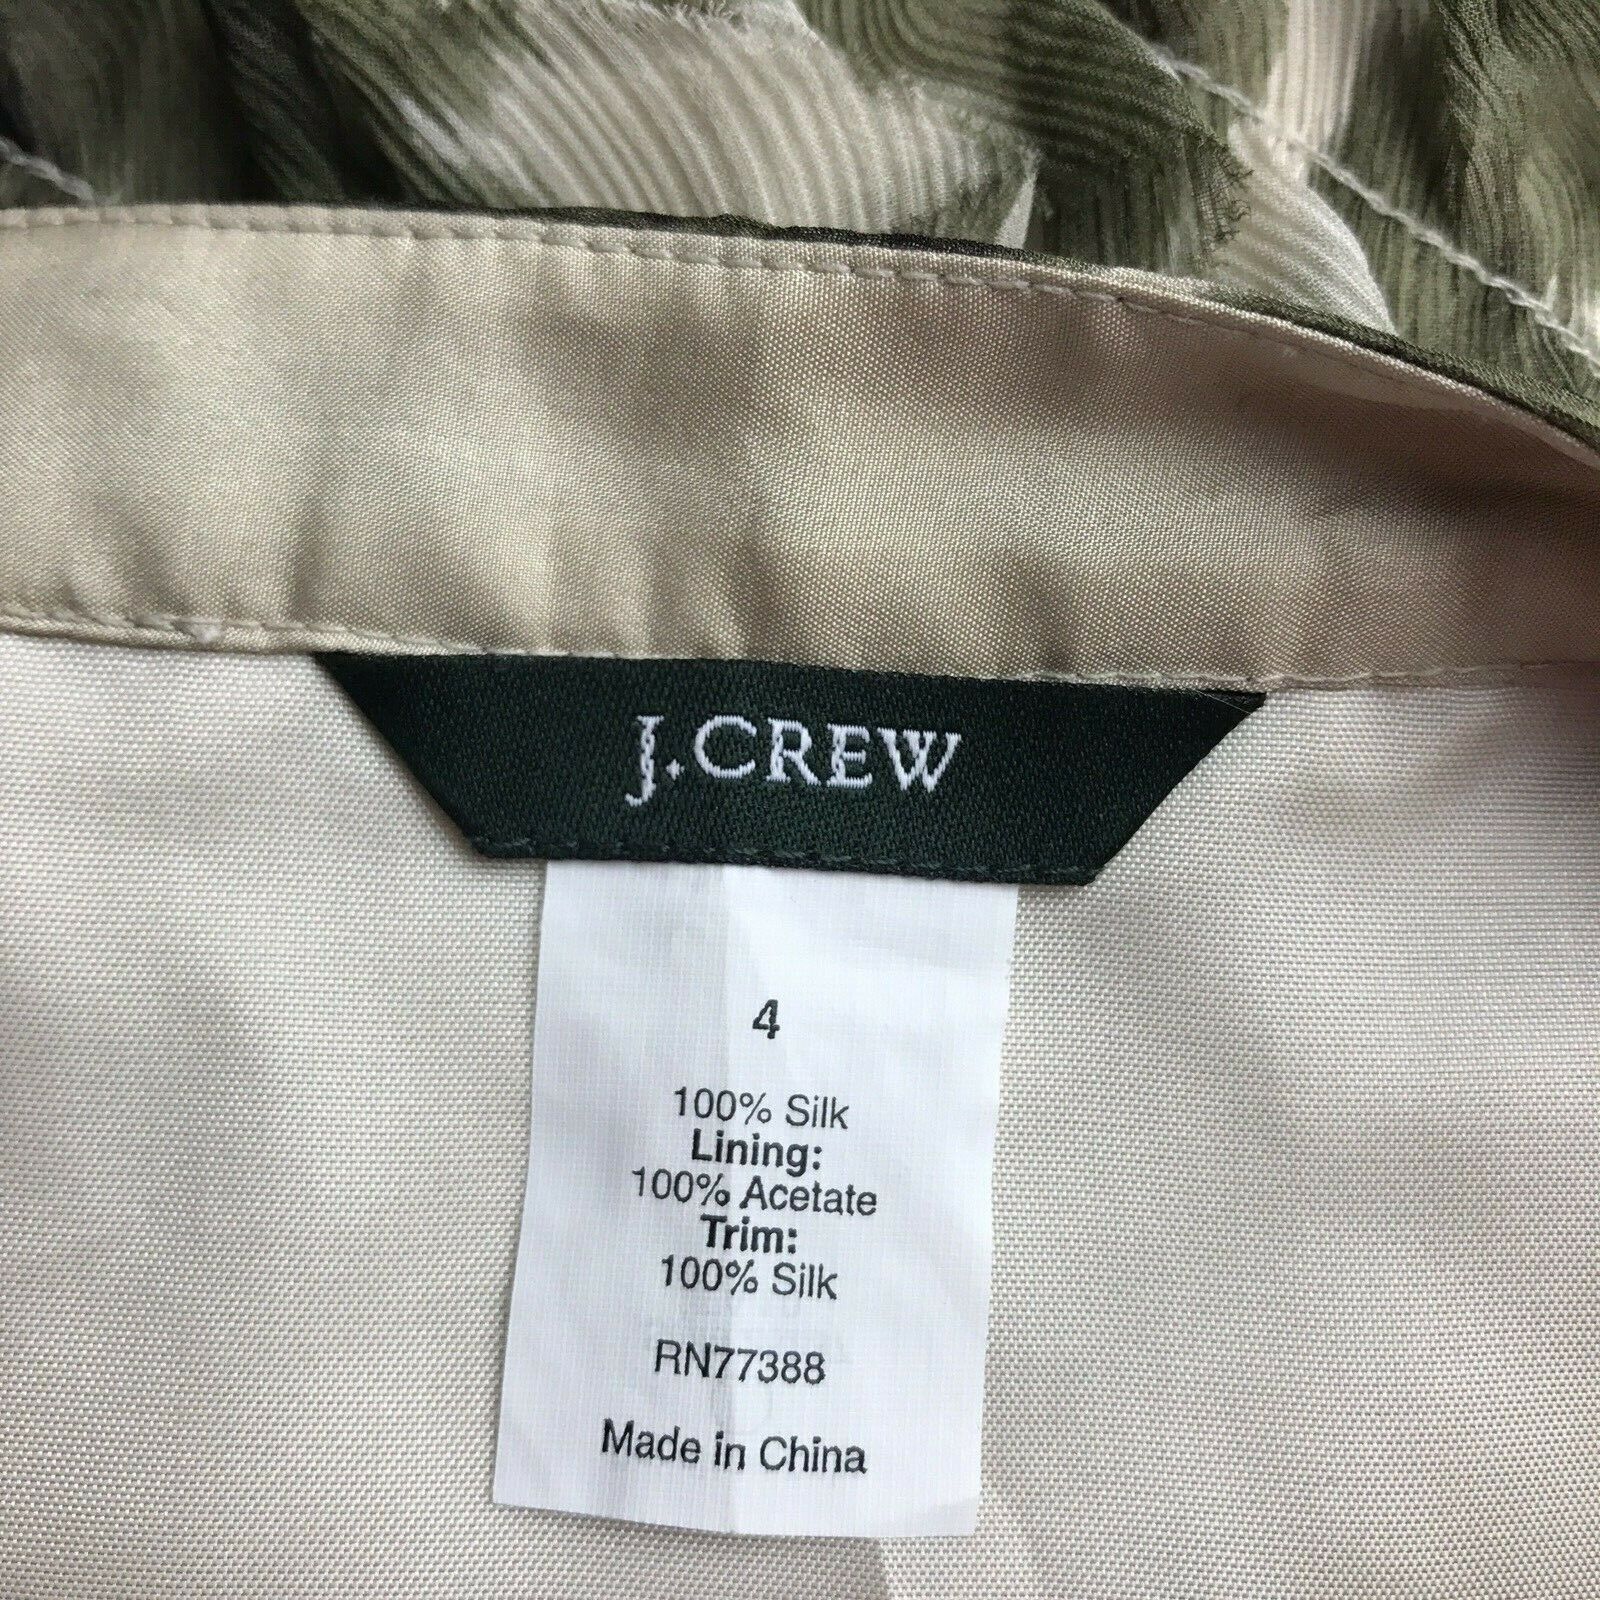 J.CREW
4
100% Silk
Lining:
100% Acetate
Trim:
100% Silk
RN77388
Made in China